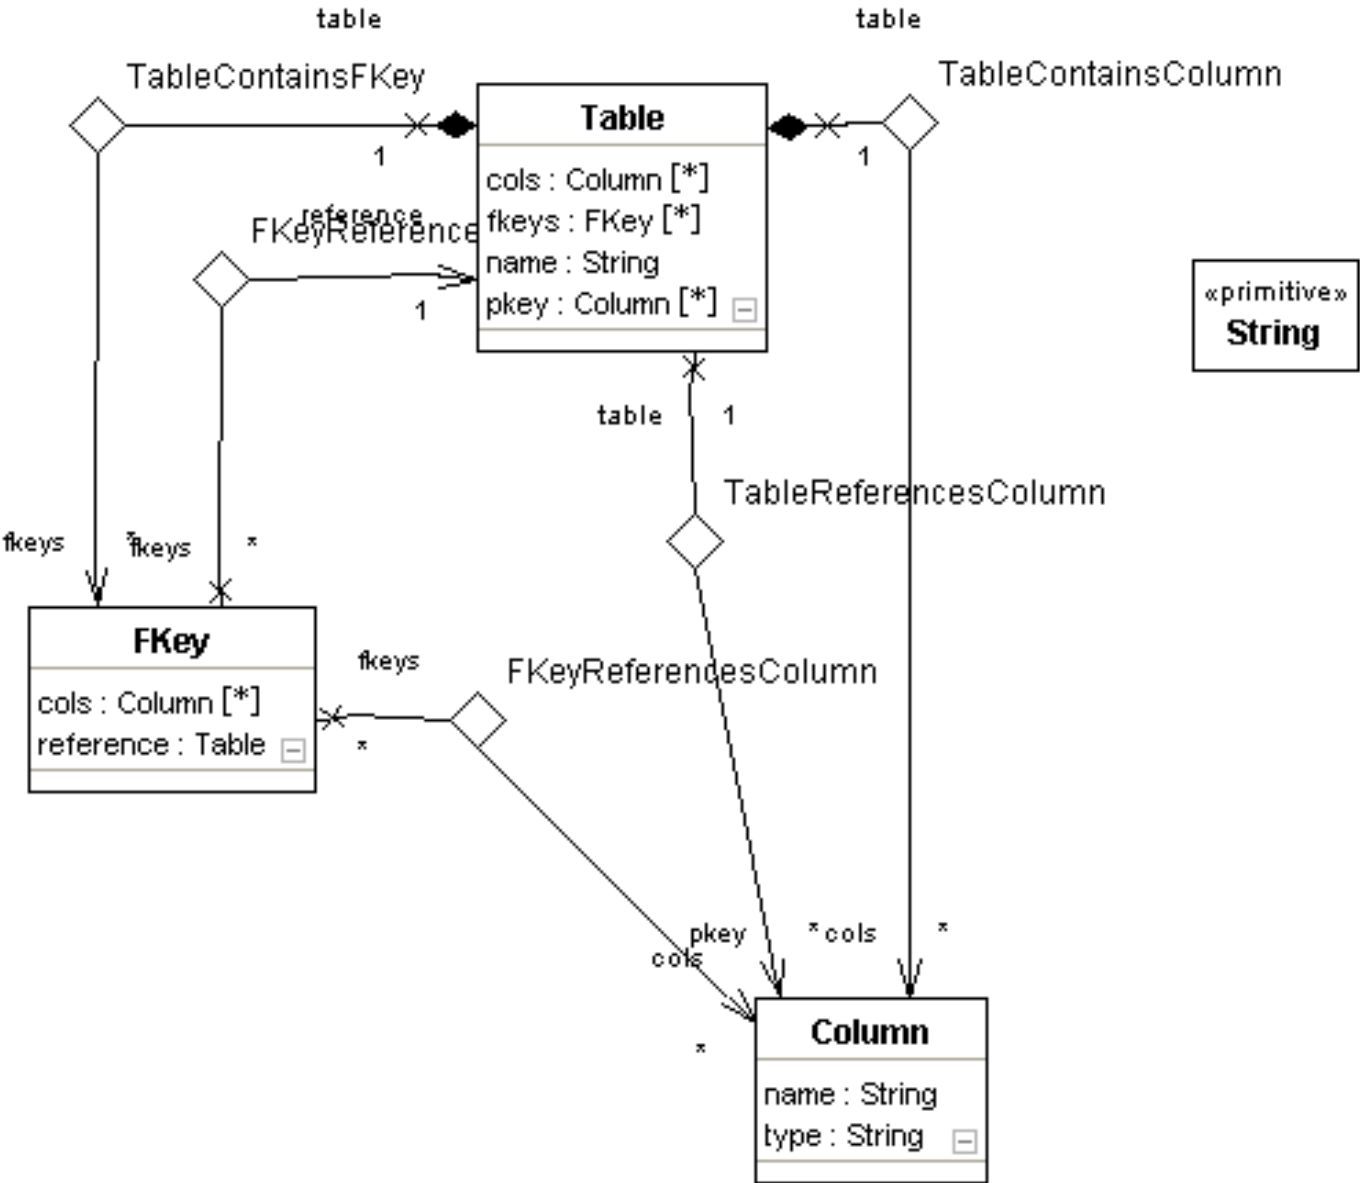 table
table
TableContainsFKey
TableContainsColumn
Table
1
1
cols : Column [*]
fkeys : FKey [*]
name : String
pkey : Column [*]
reference
FKeyReference
1
«primitive»
String
table
1
TableReferencesColumn
fkeys
*
fkeys
*
FKey
cols : Column [*]
reference : Table
fkeys
*
FKeyReferencesColumn
pkey
*
cols
*
cols
*
Column
name : String
type : String